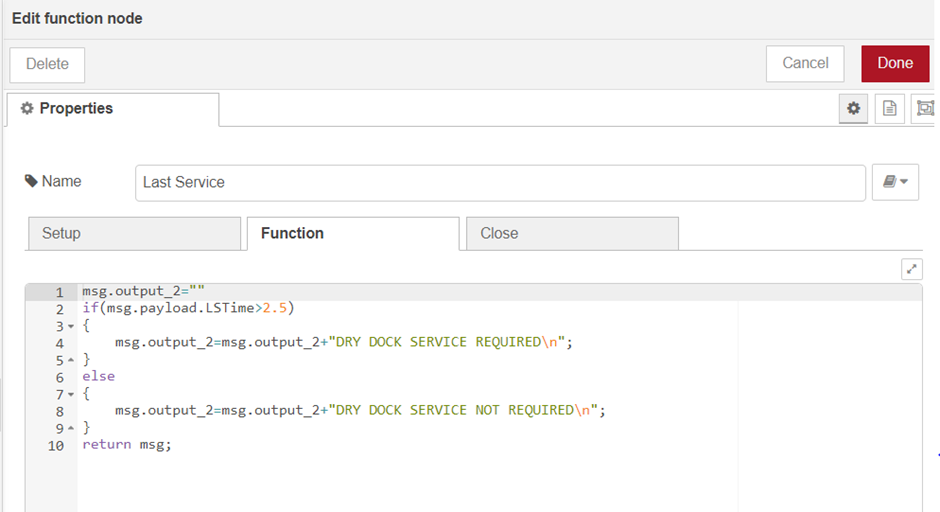 Edit function node
Delete
Cancel
Done
Properties
Name
Last Service
Setup
Function
Close
1 msg.output_2=""
2 if(msg.payload.LSTime>2.5)
3 {
4     msg.output_2=msg.output_2+"DRY DOCK SERVICE REQUIRED\n";
5 }
6 else
7 {
8     msg.output_2=msg.output_2+"DRY DOCK SERVICE NOT REQUIRED\n";
9 }
10 return msg;